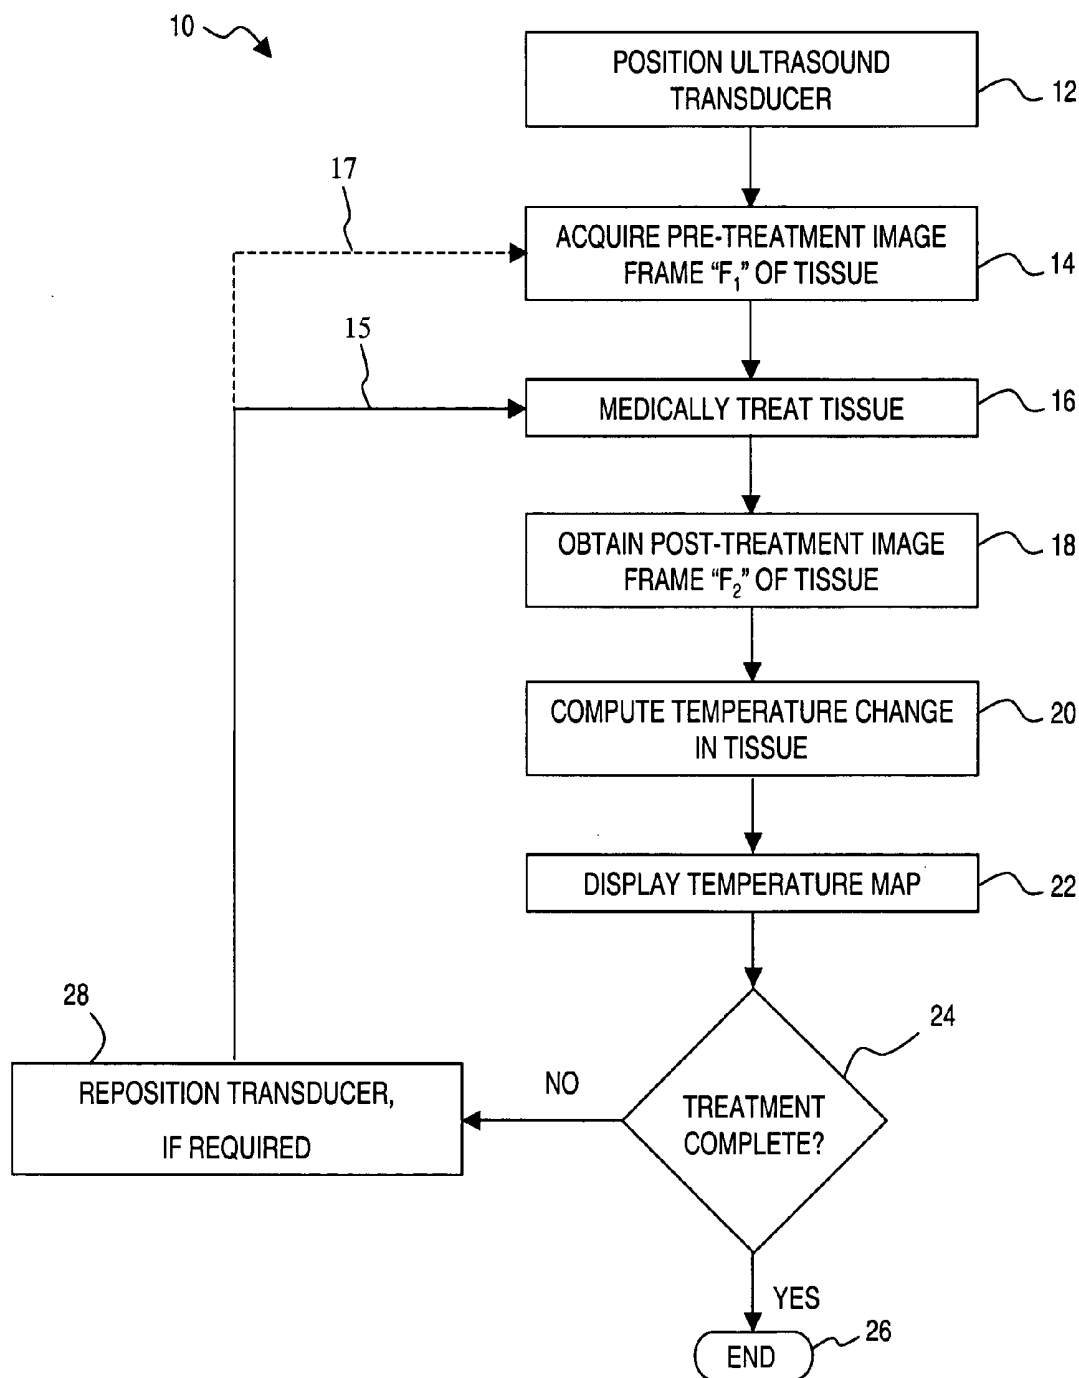 10
POSITION ULTRASOUND
TRANSDUCER
12
17
ACQUIRE PRE-TREATMENT IMAGE
FRAME “F1” OF TISSUE
14
15
MEDICALLY TREAT TISSUE
16
OBTAIN POST-TREATMENT IMAGE
FRAME “F2” OF TISSUE
18
COMPUTE TEMPERATURE CHANGE
IN TISSUE
20
DISPLAY TEMPERATURE MAP
22
28
REPOSITION TRANSDUCER,
IF REQUIRED
NO
24
TREATMENT
COMPLETE?
YES
END
26